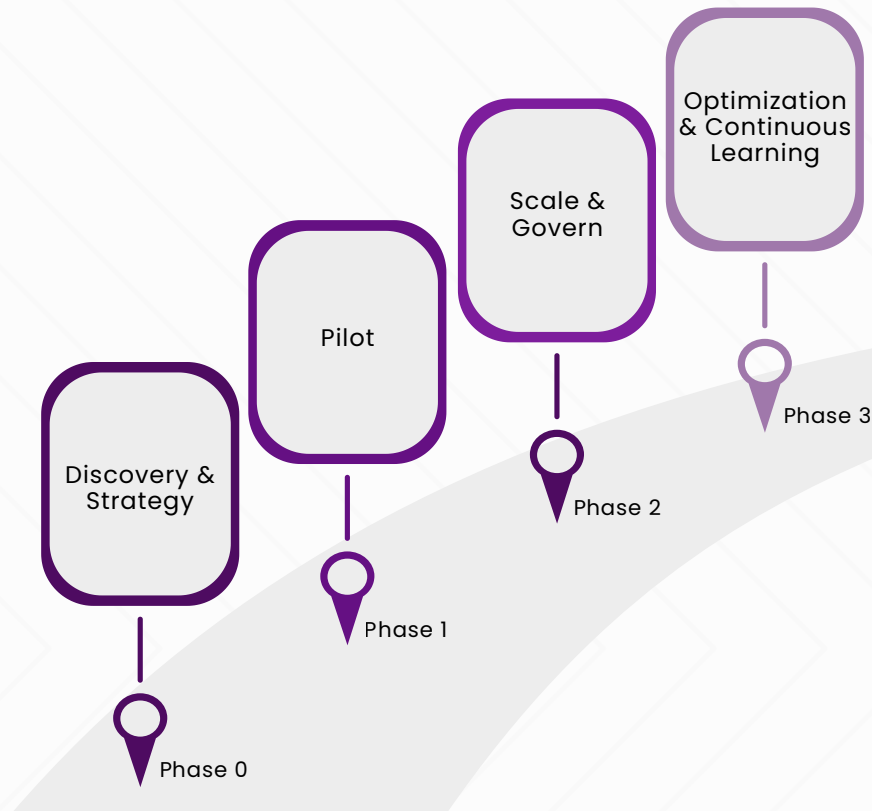 Discovery &
Strategy
Phase 0
Pilot
Phase 1
Scale &
Govern
Phase 2
Optimization
& Continuous
Learning
Phase 3